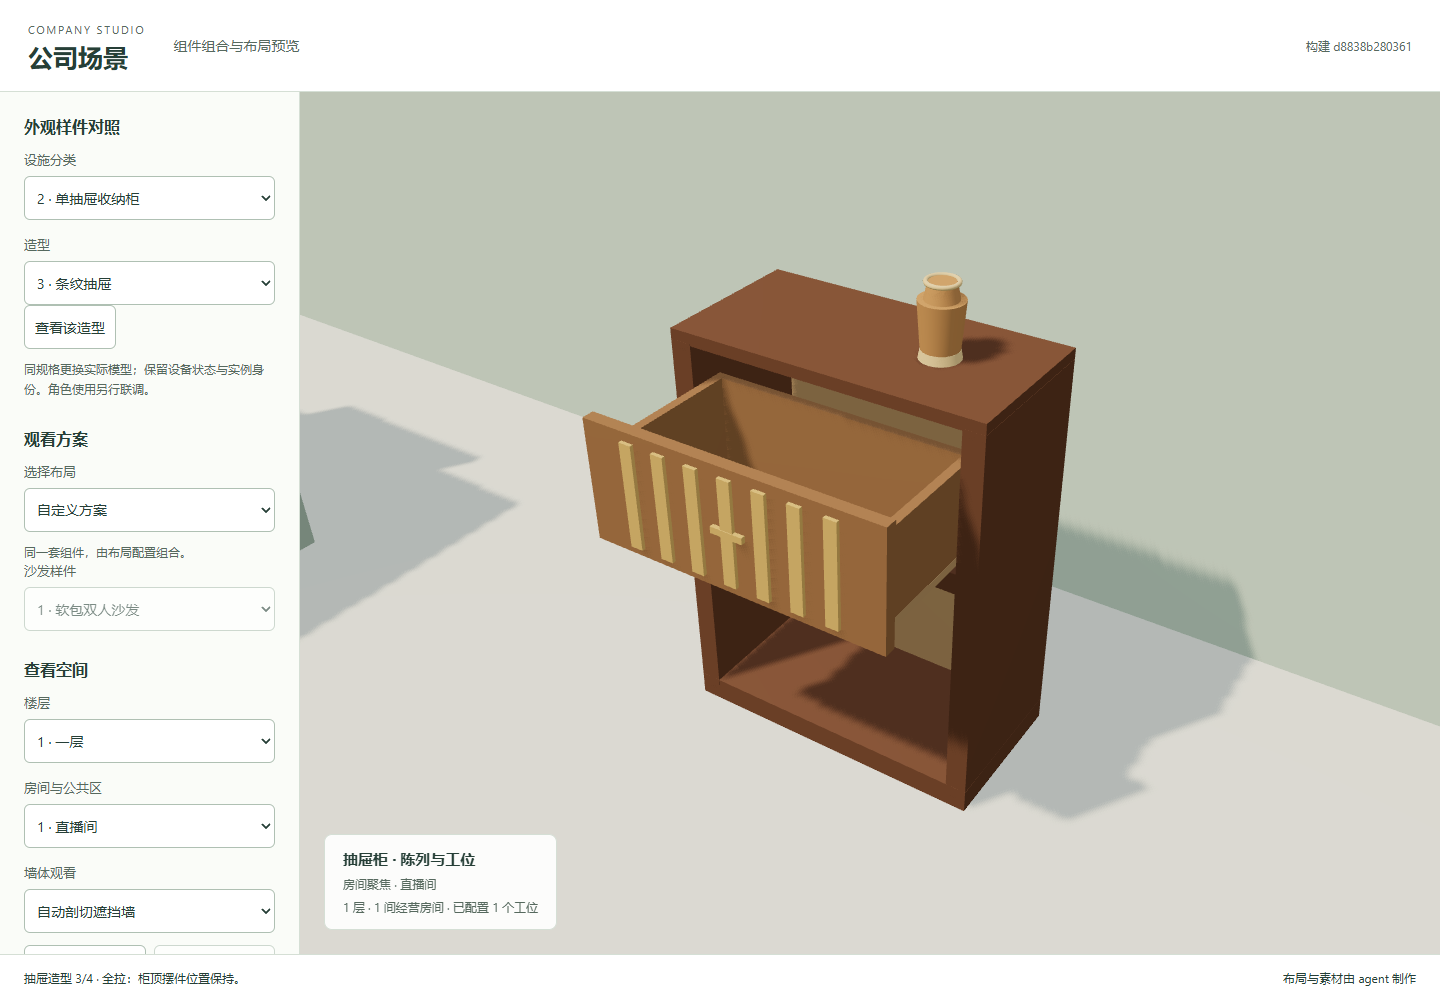 COMPANY STUDIO
公司场景
组件组合与布局预览
构建 d8838b280361
外观样件对照
设施分类
2 · 单抽屉收纳柜
造型
3 · 条纹抽屉
查看该造型
同规格更换实际模型；保留设备状态与实例身
份。角色使用另行联调。
观看方案
选择布局
自定义方案
同一套组件，由布局配置组合。
沙发样件
1 · 软包双人沙发
查看空间
楼层
1 · 一层
房间与公共区
1 · 直播间
墙体观看
自动剖切遮挡墙
抽屉柜 · 陈列与工位
房间聚焦 · 直播间
1 层 · 1 间经营房间 · 已配置 1 个工位
抽屉造型 3/4 · 全拉：柜顶摆件位置保持。
布局与素材由 agent 制作